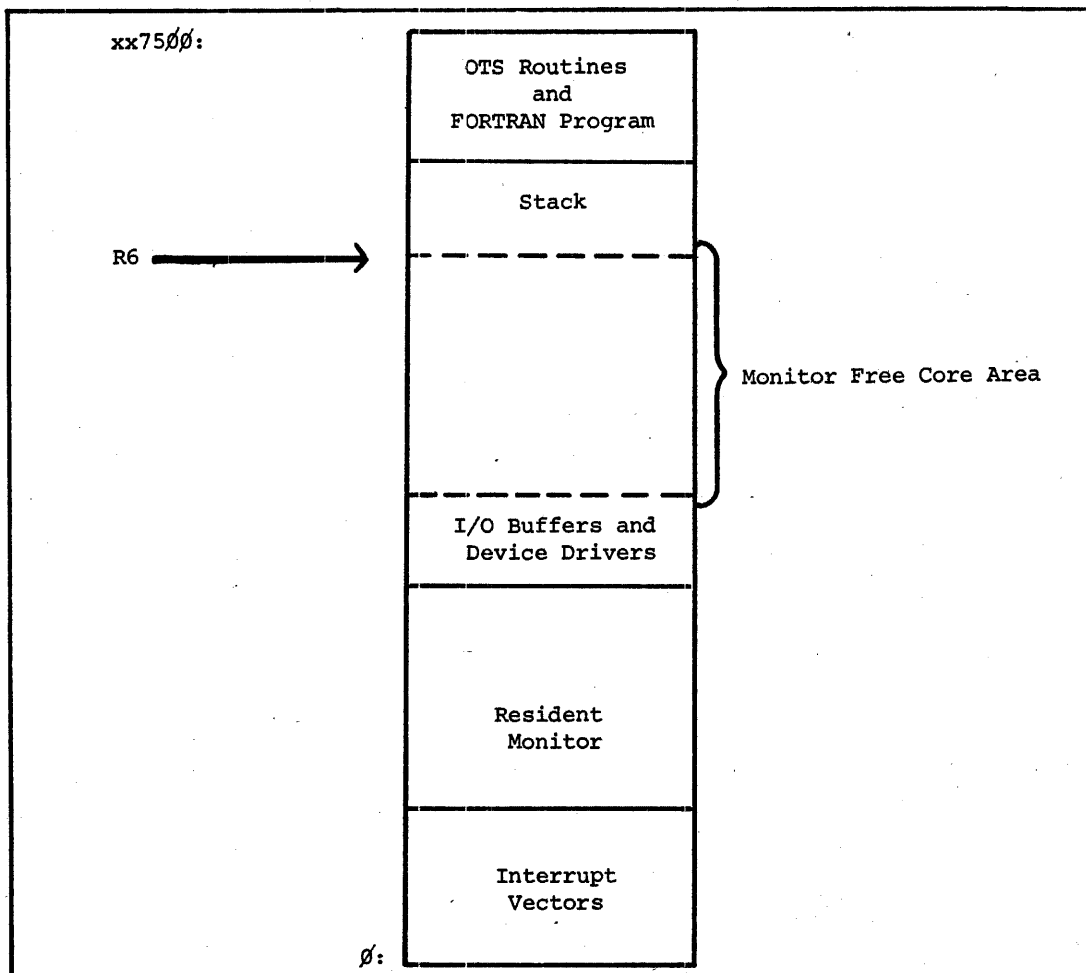 xx75ØØ:
OTS Routines
and
FORTRAN Program
Stack
R6
Monitor Free Core Area
I/O Buffers and
Device Drivers
Resident
Monitor
Interrupt
Vectors
Ø: